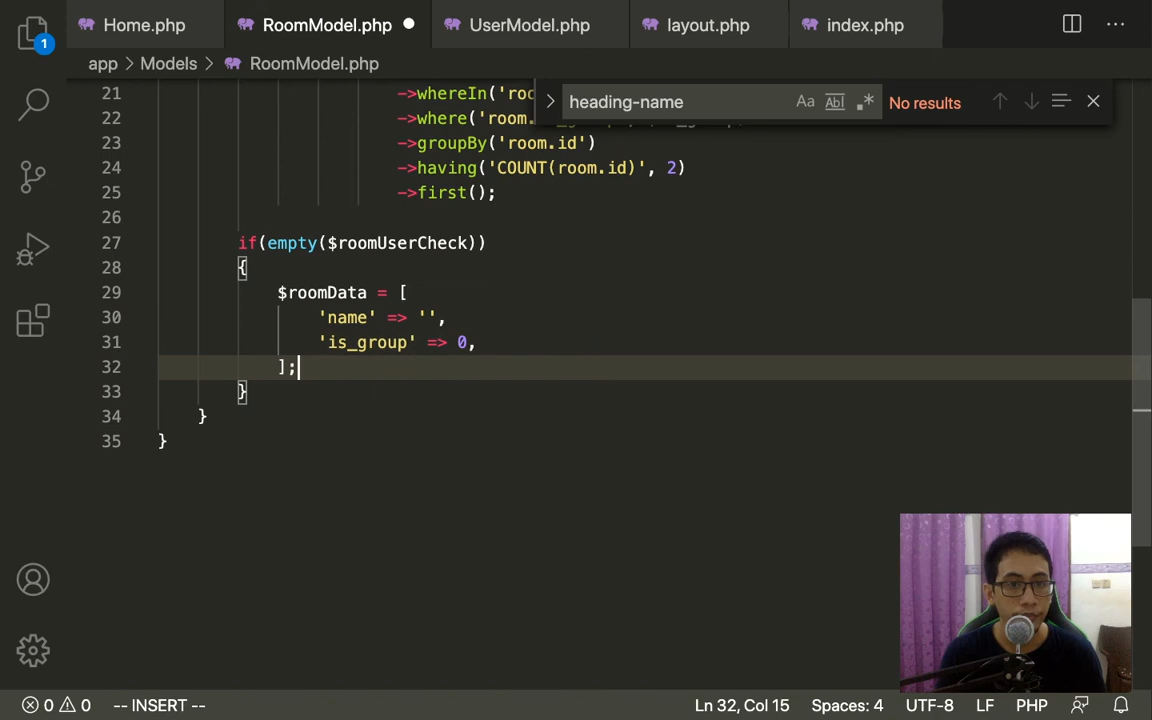 Home.php RoomModel.php UserModel.php layout.php index.php
app > Models > RoomModel.php
heading-name Aa Abl .* No results
1
21 ->whereIn('roo
22 ->where('room.
23 ->groupBy('room.id')
24 ->having('COUNT(room.id)', 2)
25 ->first();
26
27 if(empty($roomUserCheck))
28 {
29 $roomData = [
30 'name' => '',
31 'is_group' => 0,
32 ];
33 }
34 }
35 }
0 0 -- INSERT -- Ln 32, Col 15 Spaces: 4 UTF-8 LF PHP